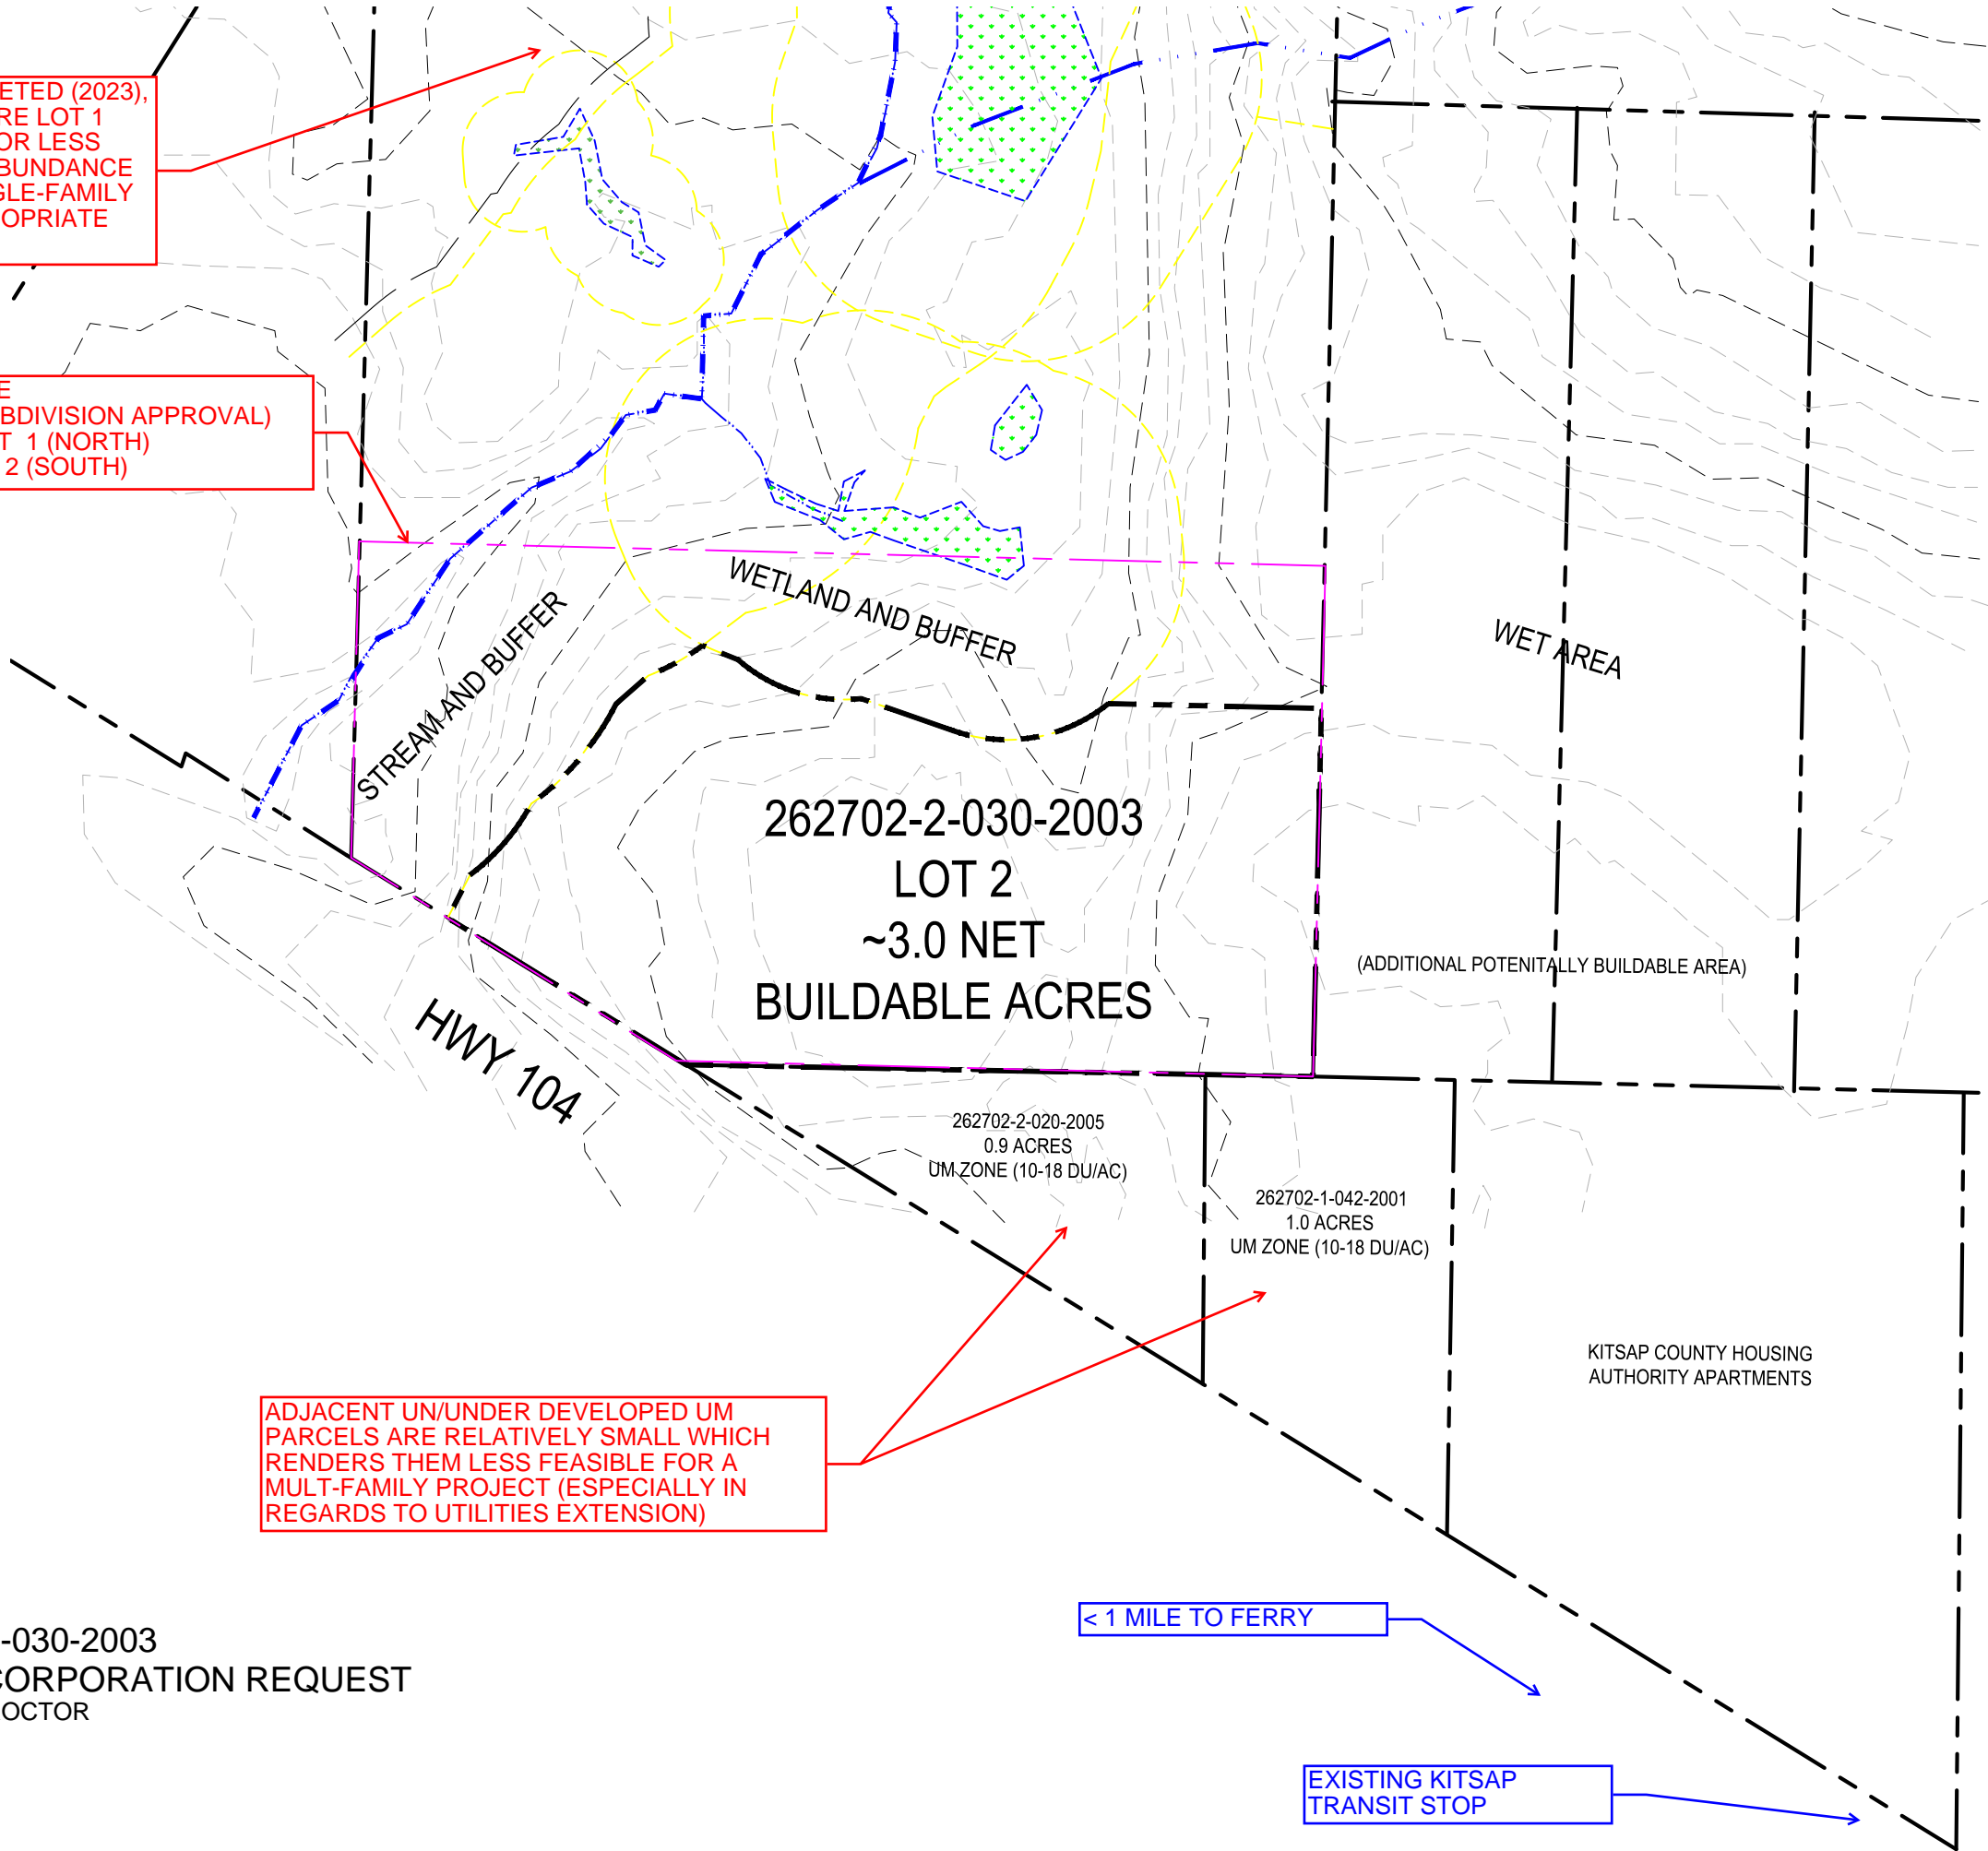 ETED (2023),
RE LOT 1
OR LESS
BUNDANCE
GLE-FAMILY
OPRIATE
E
BDIVISION APPROVAL)
T 1 (NORTH)
2 (SOUTH)
WETLAND AND BUFFER
STREAM AND BUFFER
WET AREA
262702-2-030-2003
LOT 2
~3.0 NET
BUILDABLE ACRES
(ADDITIONAL POTENITALLY BUILDABLE AREA)
HWY 104
262702-2-020-2005
0.9 ACRES
UM ZONE (10-18 DU/AC)
262702-1-042-2001
1.0 ACRES
UM ZONE (10-18 DU/AC)
KITSAP COUNTY HOUSING
AUTHORITY APARTMENTS
ADJACENT UN/UNDER DEVELOPED UM
PARCELS ARE RELATIVELY SMALL WHICH
RENDERS THEM LESS FEASIBLE FOR A
MULT-FAMILY PROJECT (ESPECIALLY IN
REGARDS TO UTILITIES EXTENSION)
< 1 MILE TO FERRY
-030-2003
CORPORATION REQUEST
OCTOR
EXISTING KITSAP
TRANSIT STOP